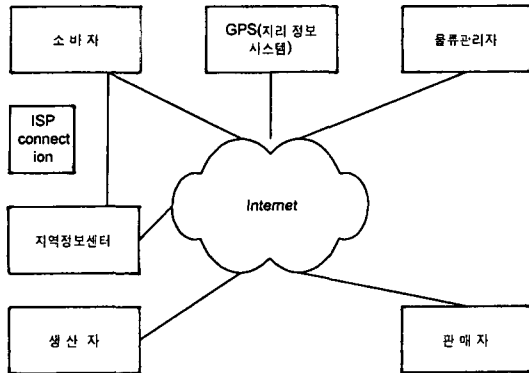 소 바 자
GPS(지리 정보
시스템)
물류관리자
ISP
connect
ion
Internet
지역정보센터
생 산 자
판 매 자